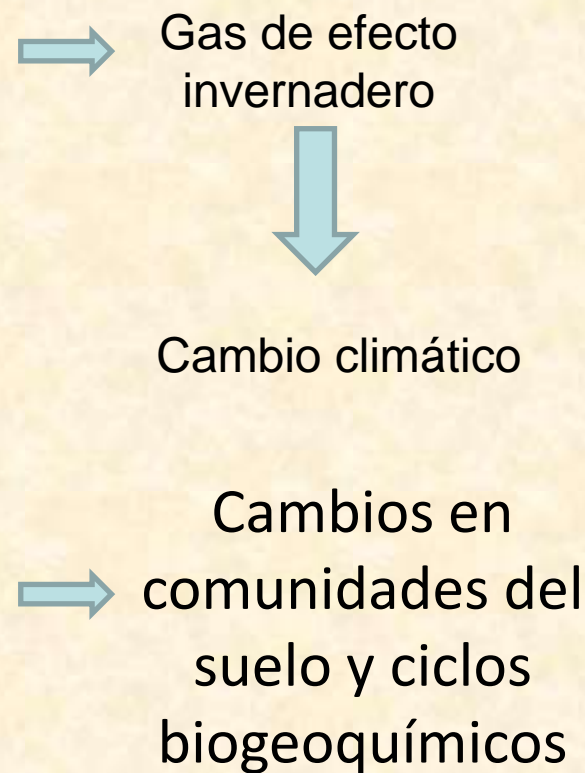 Gas de efecto
invernadero
Cambio climático
Cambios en
comunidades del
suelo y ciclos
biogeoquímicos